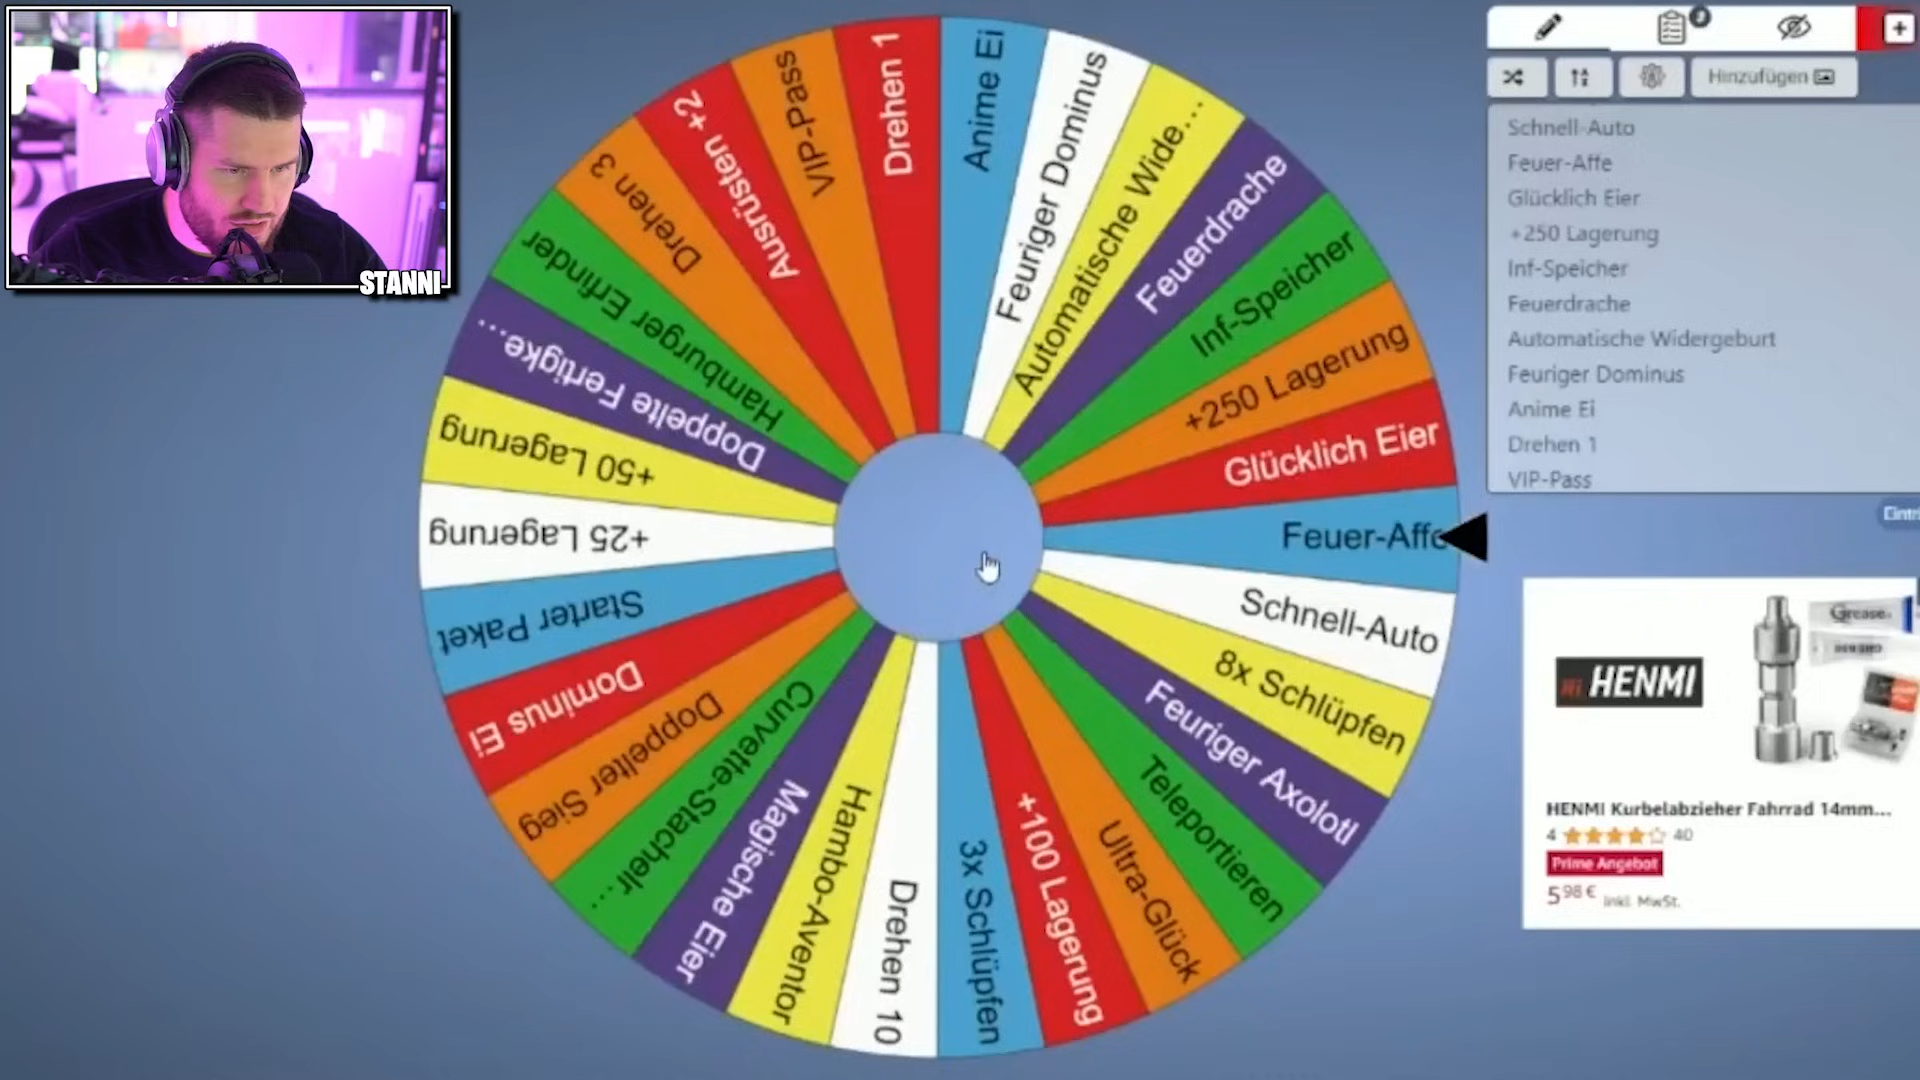 STANNI
Anime Ei
Feuriger Dominus
Automatische Wide...
Feuerdrache
Inf-Speicher
+250 Lagerung
Glücklich Eier
Feuer-Affe
Schnell-Auto
8x Schlüpfen
Feuriger Axolotl
Teleportieren
Ultra-Glück
+100 Lagerung
3x Schlüpfen
Drehen 10
Hambo-Aventor
Magische Eier
Curvette-Stachelr...
Doppelter Sieg
Dominus Ei
Starter Paket
+25 Lagerung
+50 Lagerung
Doppelte Fertigke...
Hamburger Erfinder
Drehen 3
Ausrüsten +2
VIP-Pass
Drehen 1
Hinzufügen
Schnell-Auto
Feuer-Affe
Glücklich Eier
+250 Lagerung
Inf-Speicher
Feuerdrache
Automatische Widergeburt
Feuriger Dominus
Anime Ei
Drehen 1
VIP-Pass
Eintr
HENMI
Grease
HENMI Kurbelabzieher Fahrrad 14mm...
4 40
Prime Angebot
5 98 € inkl. MwSt.